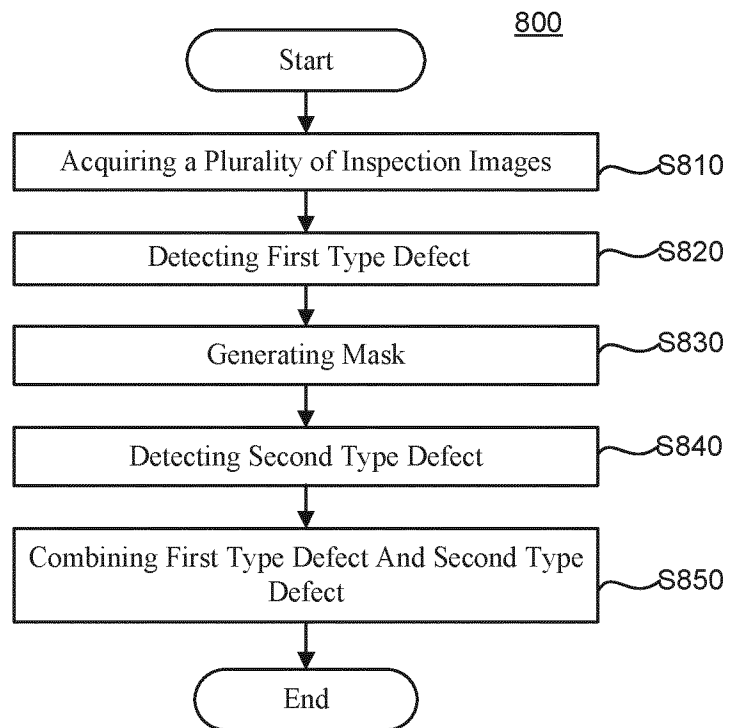 800
Start
Acquiring a Plurality of Inspection Images
S810
Detecting First Type Defect
S820
Generating Mask
S830
Detecting Second Type Defect
S840
Combining First Type Defect And Second Type
Defect
S850
End